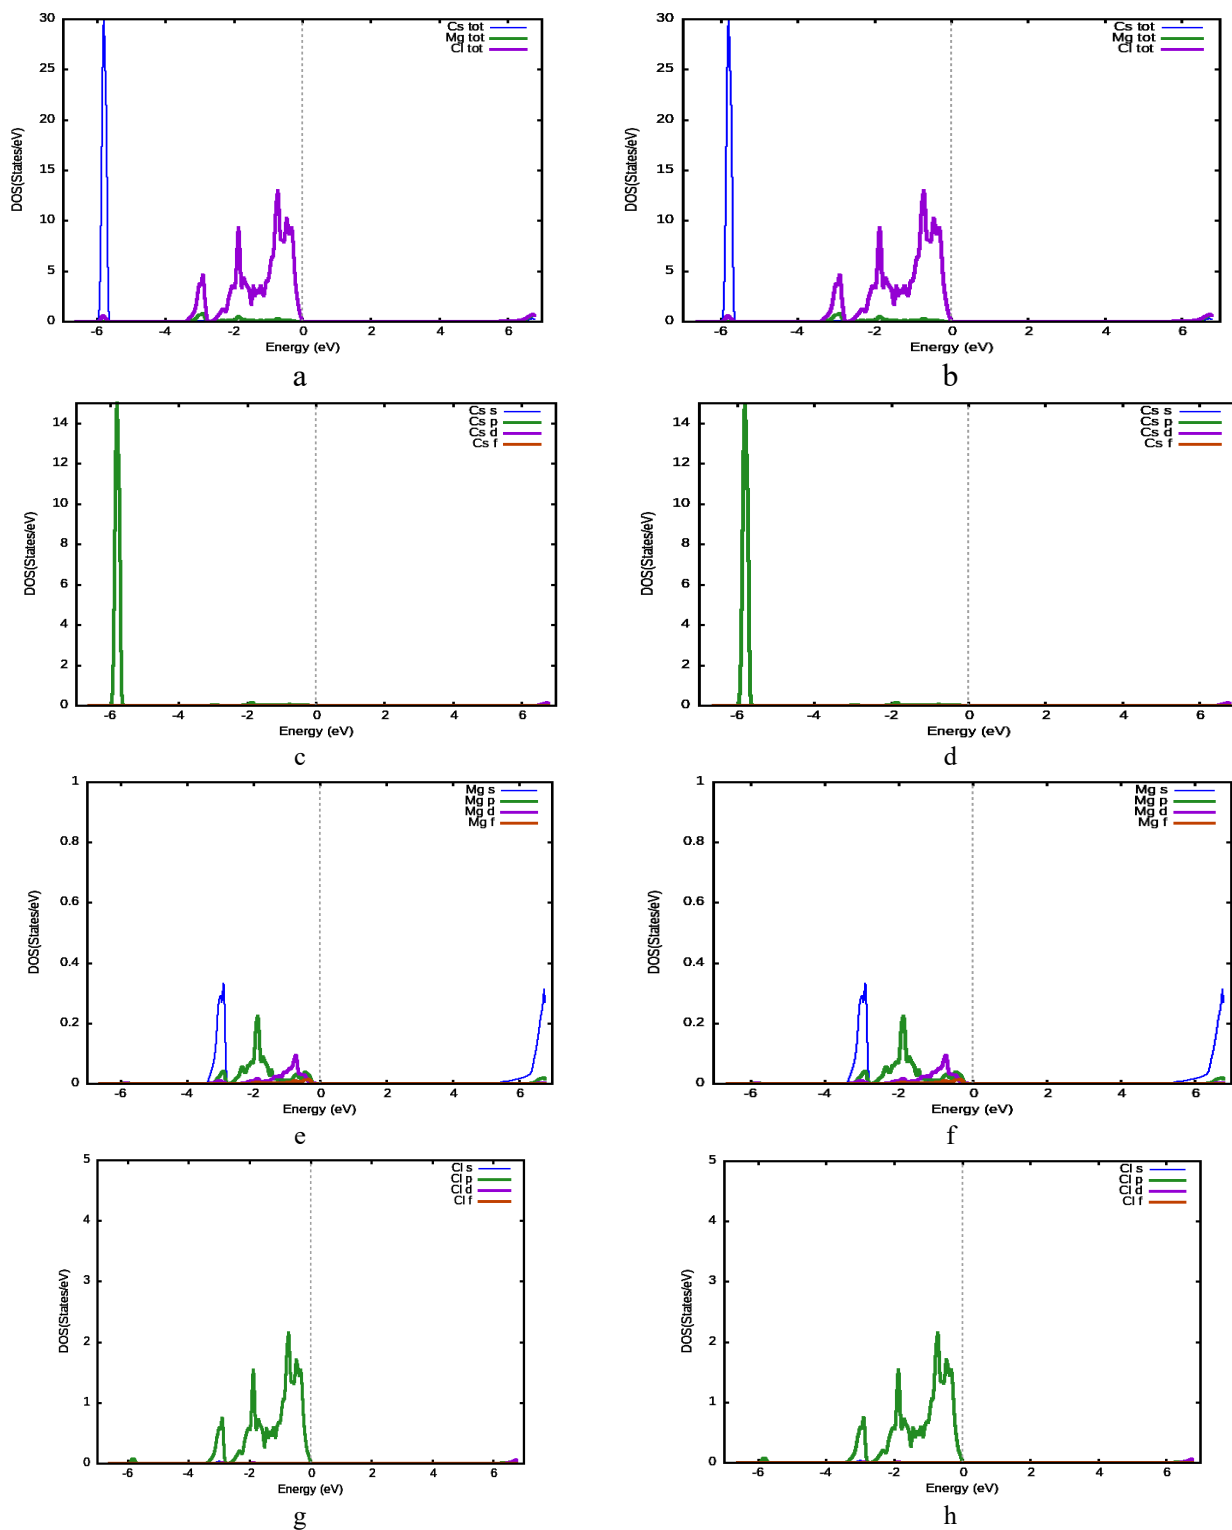 30
25
20
15
10
5
0
DOS(States/eV)
Cs tot
Mg tot
Cl tot
-6 -4 -2 0 2 4 6
Energy (eV)
a
30
25
20
15
10
5
0
DOS(States/eV)
Cs tot
Mg tot
Cl tot
-6 -4 -2 0 2 4 6
Energy (eV)
b
14
12
10
8
6
4
2
0
DOS(States/eV)
Cs s
Cs p
Cs d
Cs f
-6 -4 -2 0 2 4 6
Energy (eV)
c
14
12
10
8
6
4
2
0
DOS(States/eV)
Cs s
Cs p
Cs d
Cs f
-6 -4 -2 0 2 4 6
Energy (eV)
d
1
0.8
0.6
0.4
0.2
0
DOS(States/eV)
Mg s
Mg p
Mg d
Mg f
-6 -4 -2 0 2 4 6
Energy (eV)
e
1
0.8
0.6
0.4
0.2
0
DOS(States/eV)
Mg s
Mg p
Mg d
Mg f
-6 -4 -2 0 2 4 6
Energy (eV)
f
5
4
3
2
1
0
DOS(States/eV)
Cl s
Cl p
Cl d
Cl f
-6 -4 -2 0 2 4 6
Energy (eV)
g
5
4
3
2
1
0
DOS(States/eV)
Cl s
Cl p
Cl d
Cl f
-6 -4 -2 0 2 4 6
Energy (eV)
h